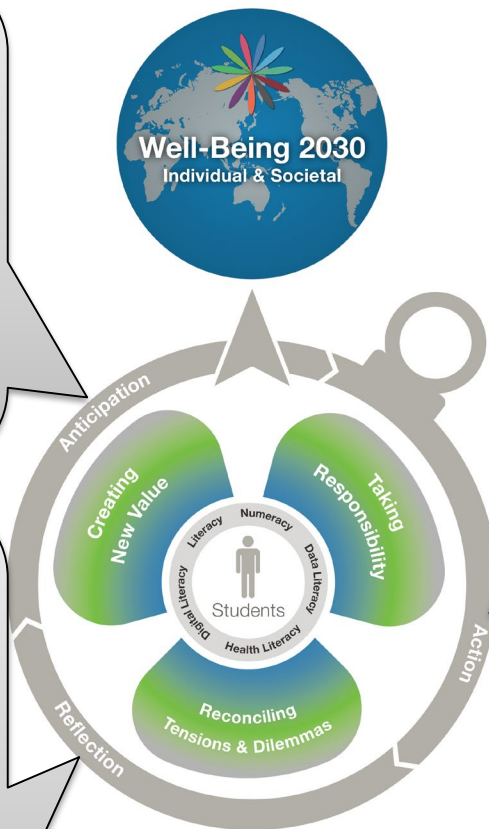 Well-Being 2030
Individual & Societal
Anticipation
Creating
New Value
Taking
Responsibility
Literacy
Numeracy
Data Literacy
Health Literacy
Digital Literacy
Students
Action
Reconciling
Tensions & Dilemmas
Reflection